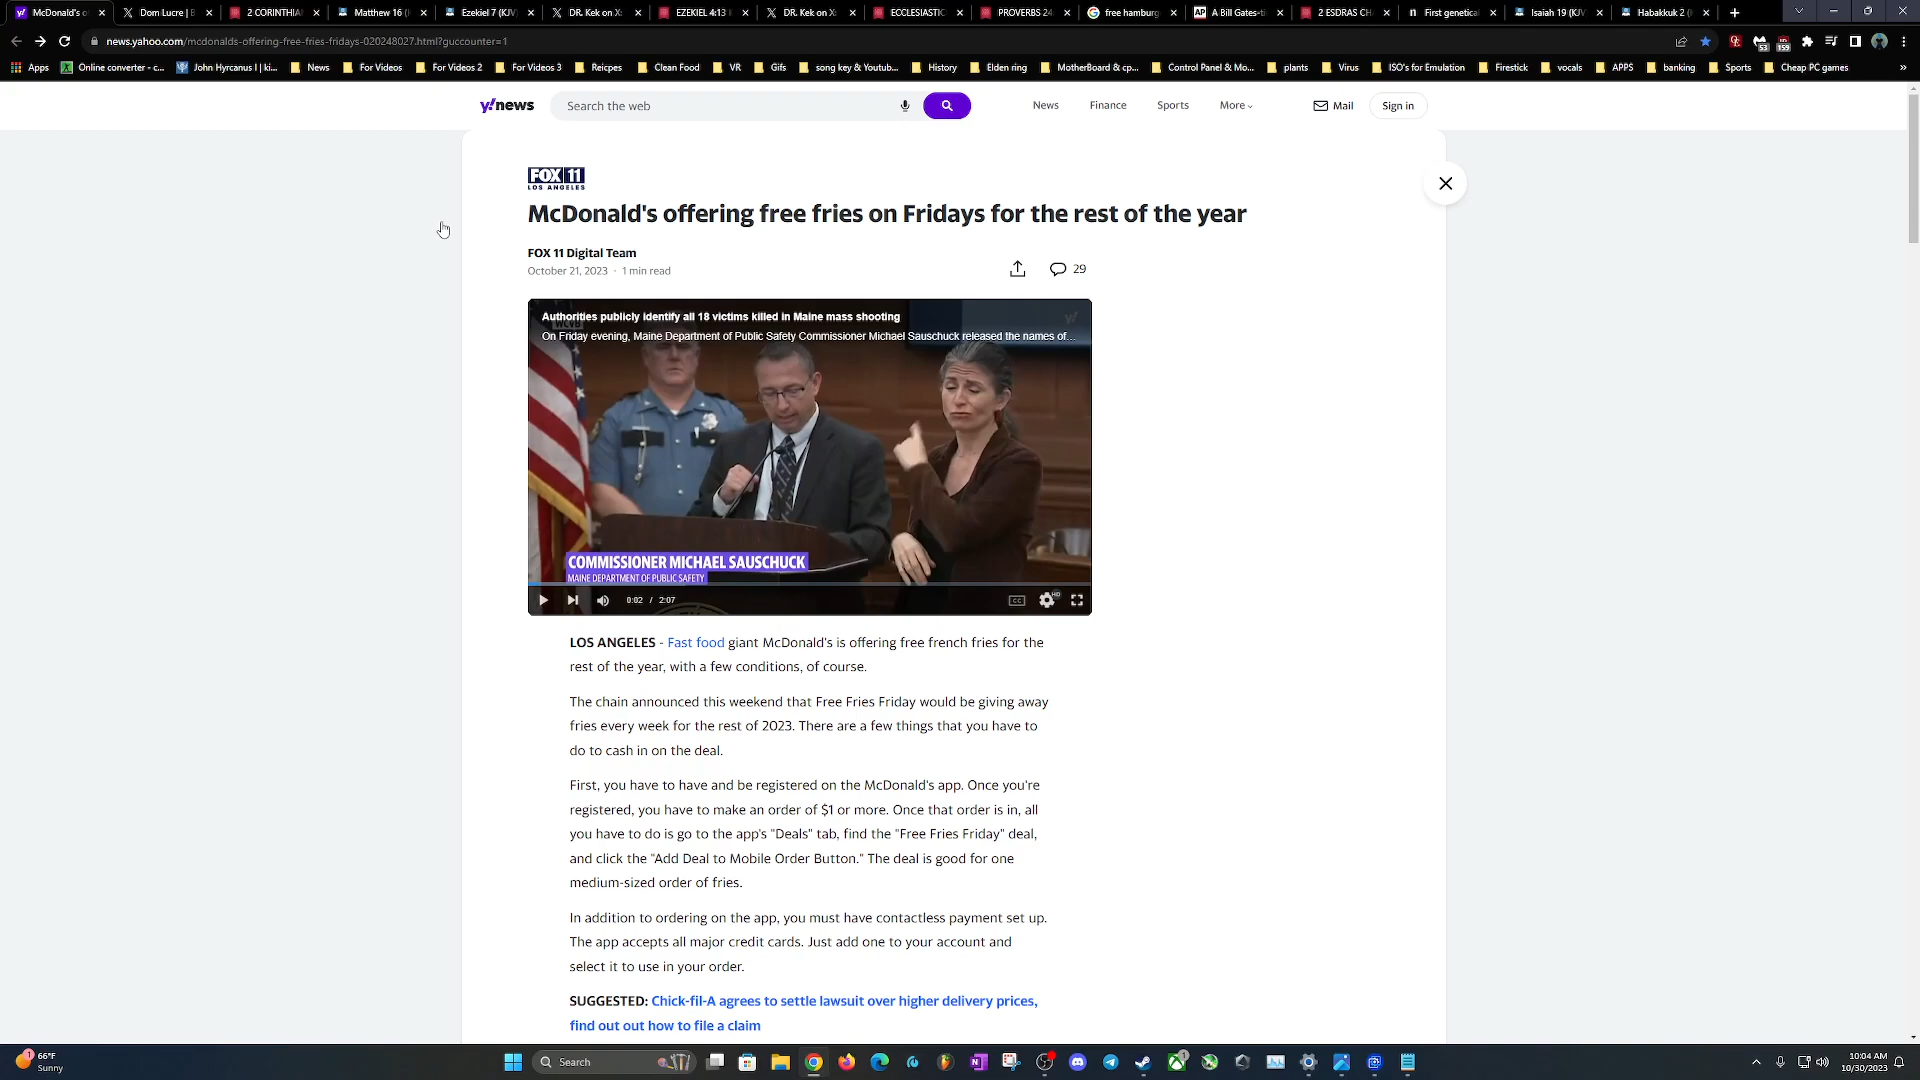 McDonald's o
Dom Lucre | B
2 CORINTHIA
Matthew 16 (
Ezekiel 7 (KJV
DR. Kek on X:
EZEKIEL 4:13
DR. Kek on X:
ECCLESIASTIC
PROVERBS 24
free hamburg
AP A Bill Gates-ti
2 ESDRAS CH
First genetical
Isaiah 19 (KJV
Habakkuk 2 (
news.yahoo.com/mcdonalds-offering-free-fries-fridays-020248027.html?guccounter=1
53
159
Apps Online converter - c... John Hyrcanus I | ki... News For Videos For Videos 2 For Videos 3 Reicpes Clean Food VR Gifs song key & Youtub... History Elden ring MotherBoard & cp... Control Panel & Mo... plants Virus ISO's for Emulation Firestick vocals APPS banking Sports Cheap PC games »
y!news Search the web News Finance Sports More Mail Sign in
FOX 11
LOS ANGELES
McDonald's offering free fries on Fridays for the rest of the year
FOX 11 Digital Team
October 21, 2023 · 1 min read
29
Authorities publicly identify all 18 victims killed in Maine mass shooting
On Friday evening, Maine Department of Public Safety Commissioner Michael Sauschuck released the names of...
COMMISSIONER MICHAEL SAUSCHUCK
MAINE DEPARTMENT OF PUBLIC SAFETY
0:02 / 2:07
CC
HD
LOS ANGELES - Fast food giant McDonald's is offering free french fries for the
rest of the year, with a few conditions, of course.
The chain announced this weekend that Free Fries Friday would be giving away
fries every week for the rest of 2023. There are a few things that you have to
do to cash in on the deal.
First, you have to have and be registered on the McDonald's app. Once you're
registered, you have to make an order of $1 or more. Once that order is in, all
you have to do is go to the app's "Deals" tab, find the "Free Fries Friday" deal,
and click the "Add Deal to Mobile Order Button." The deal is good for one
medium-sized order of fries.
In addition to ordering on the app, you must have contactless payment set up.
The app accepts all major credit cards. Just add one to your account and
select it to use in your order.
SUGGESTED: Chick-fil-A agrees to settle lawsuit over higher delivery prices,
find out out how to file a claim
1
66°F
Sunny
Search
1
10:04 AM
10/30/2023